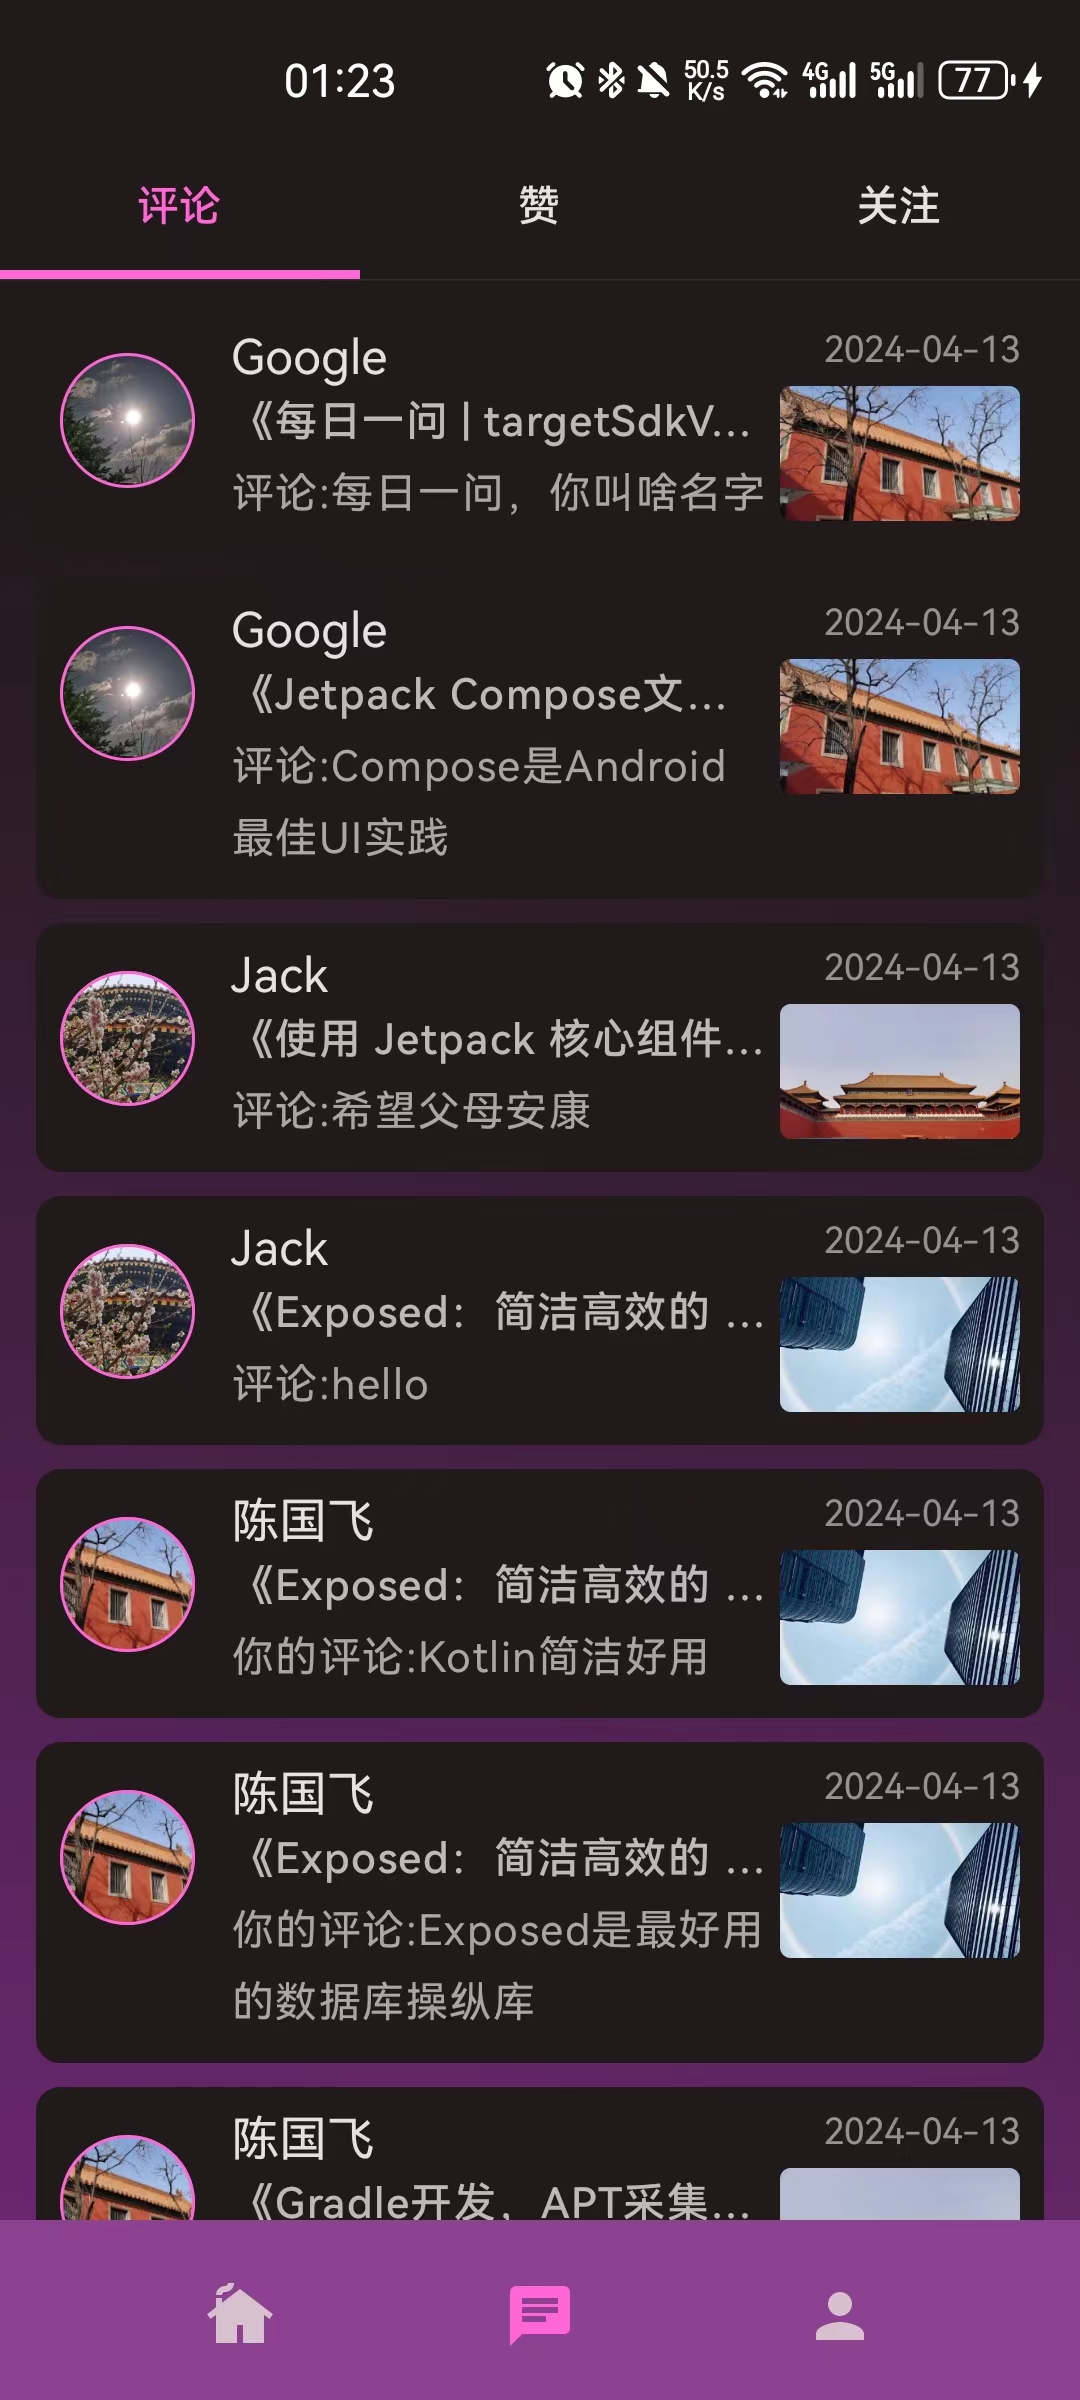 01:23 50.5 K/s 4G 5G 77
评论 赞 关注
Google 2024-04-13
《每日一问 | targetSdkV...
评论:每日一问，你叫啥名字
Google 2024-04-13
《Jetpack Compose文...
评论:Compose是Android
最佳UI实践
Jack 2024-04-13
《使用 Jetpack 核心组件...
评论:希望父母安康
Jack 2024-04-13
《Exposed：简洁高效的 ...
评论:hello
陈国飞 2024-04-13
《Exposed：简洁高效的 ...
你的评论:Kotlin简洁好用
陈国飞 2024-04-13
《Exposed：简洁高效的 ...
你的评论:Exposed是最好用
的数据库操纵库
陈国飞 2024-04-13
《Gradle开发，APT采集...